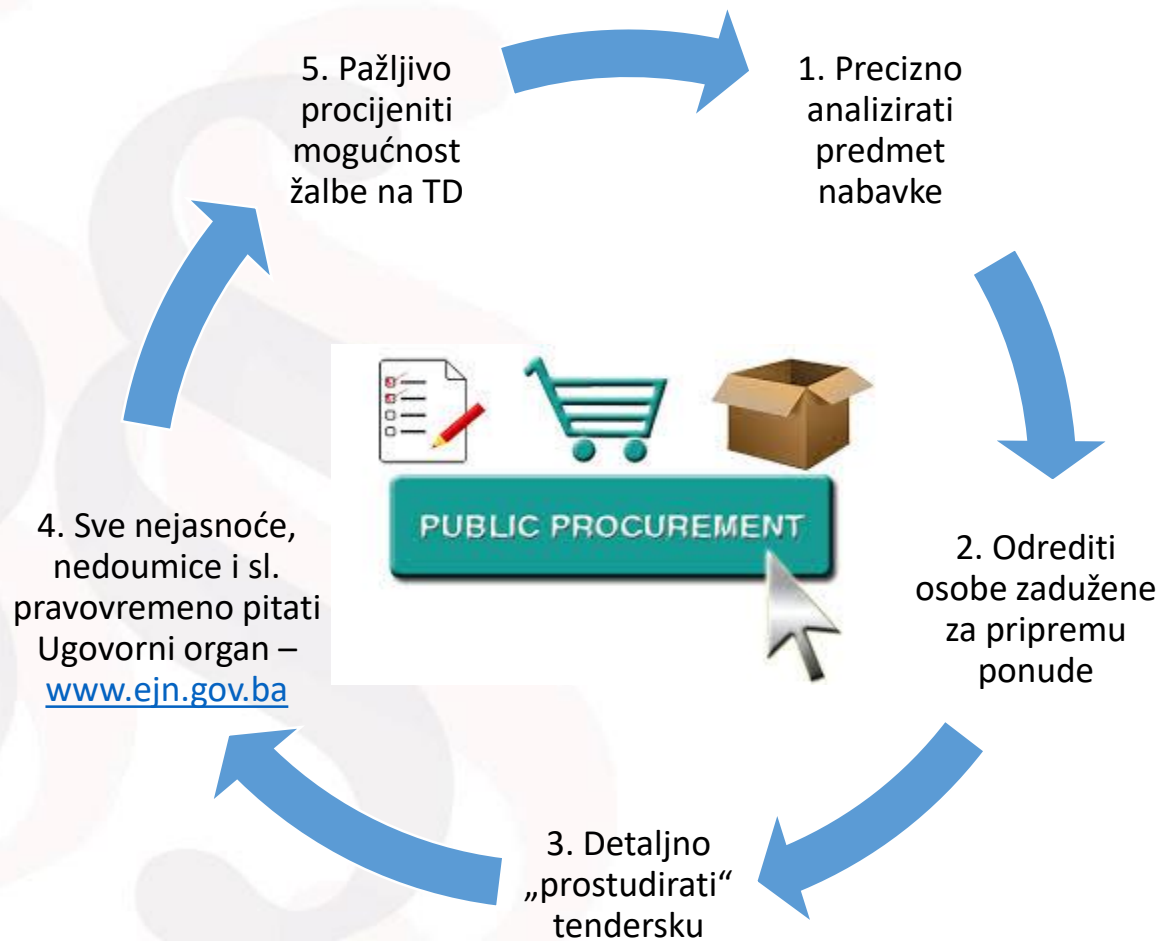 1. Precizno
analizirati
predmet
nabavke
2. Odrediti
osobe zadužene
za pripremu
ponude
3. Detaljno
„prostudirati“
tendersku
4. Sve nejasnoće,
nedoumice i sl.
pravovremeno pitati
Ugovorni organ –
www.ejn.gov.ba
5. Pažljivo
procijeniti
mogućnost
žalbe na TD
PUBLIC PROCUREMENT